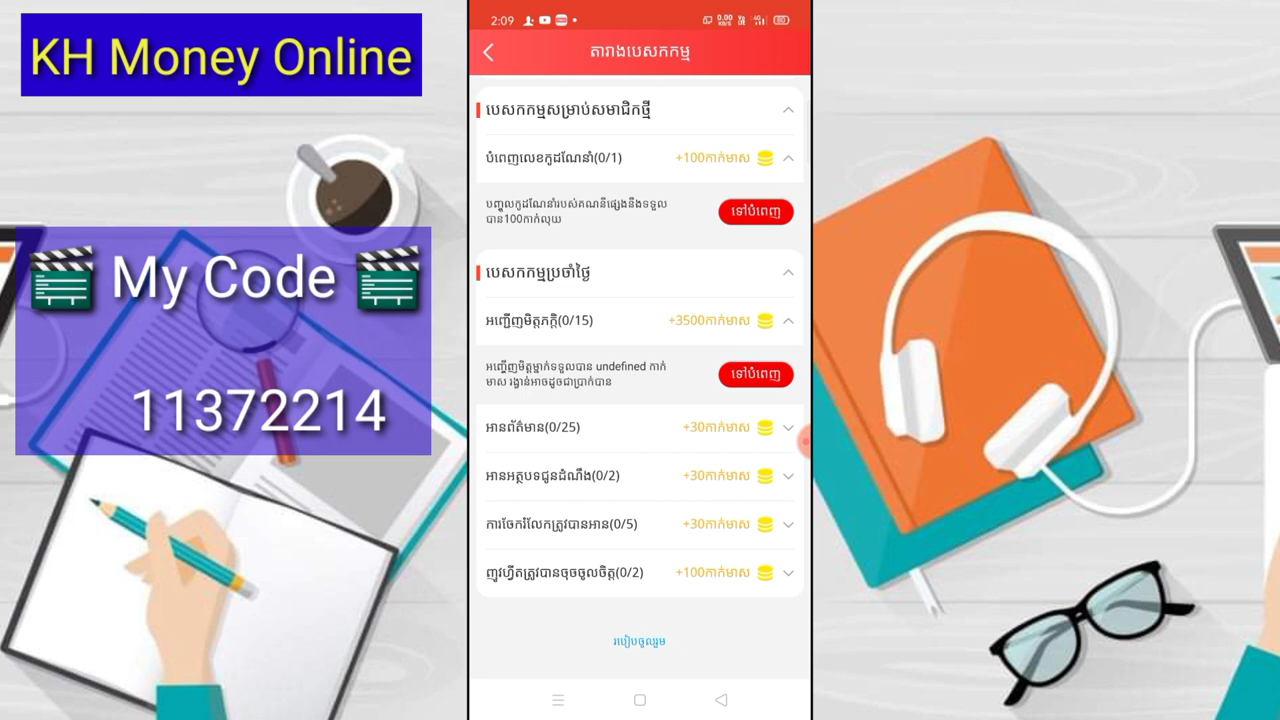 KH Money Online
My Code
11372214
2:09
0.00
KB/S
4G
តារាងបេសកកម្ម
បេសកកម្មសម្រាប់សមាជិកថ្មី
បំពេញលេខកូដណែនាំ(0/1) +100កាក់មាស
បញ្ចូលកូដណែនាំរបស់គណនីផ្សេងនឹងទទួល
បាន100កាក់លុយ
ទៅបំពេញ
បេសកកម្មប្រចាំថ្ងៃ
អញ្ជើញមិត្តភក្តិ(0/15) +3500កាក់មាស
អញ្ជើញមិត្តម្នាក់ទទួលបាន undefined កាក់
មាស រង្វាន់អាចដូចជាប្រាក់បាន
ទៅបំពេញ
អានព័ត៌មាន(0/25) +30កាក់មាស
អានអត្ថបទជូនដំណឹង(0/2) +30កាក់មាស
ការចែករំលែកត្រូវបានអាន(0/5) +30កាក់មាស
ញូវហ្វីតត្រូវបានចុចចូលចិត្ត(0/2) +100កាក់មាស
របៀបចូលរួម